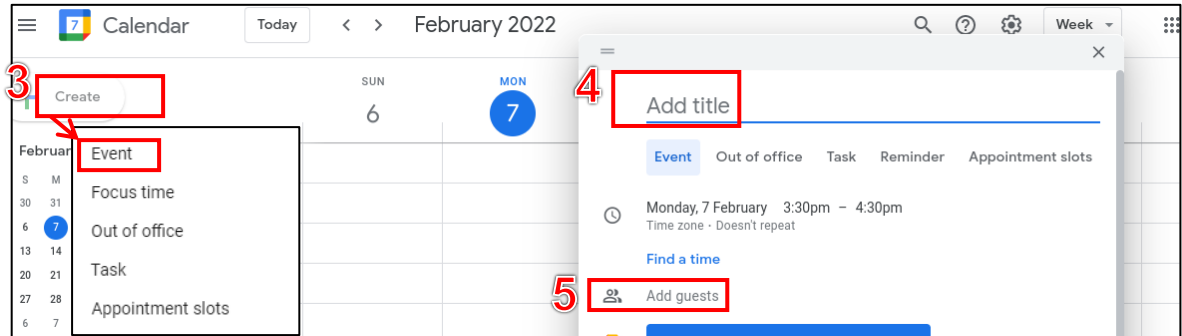 7 Calendar Today < > February 2022 Week
3 Create
SUN MON
6 7
Februar
S M
30 31
6 7
13 14
20 21
27 28
6 7
Event
Focus time
Out of office
Task
Appointment slots
4 Add title
Event Out of office Task Reminder Appointment slots
Monday, 7 February 3:30pm – 4:30pm
Time zone · Doesn't repeat
Find a time
5 Add guests